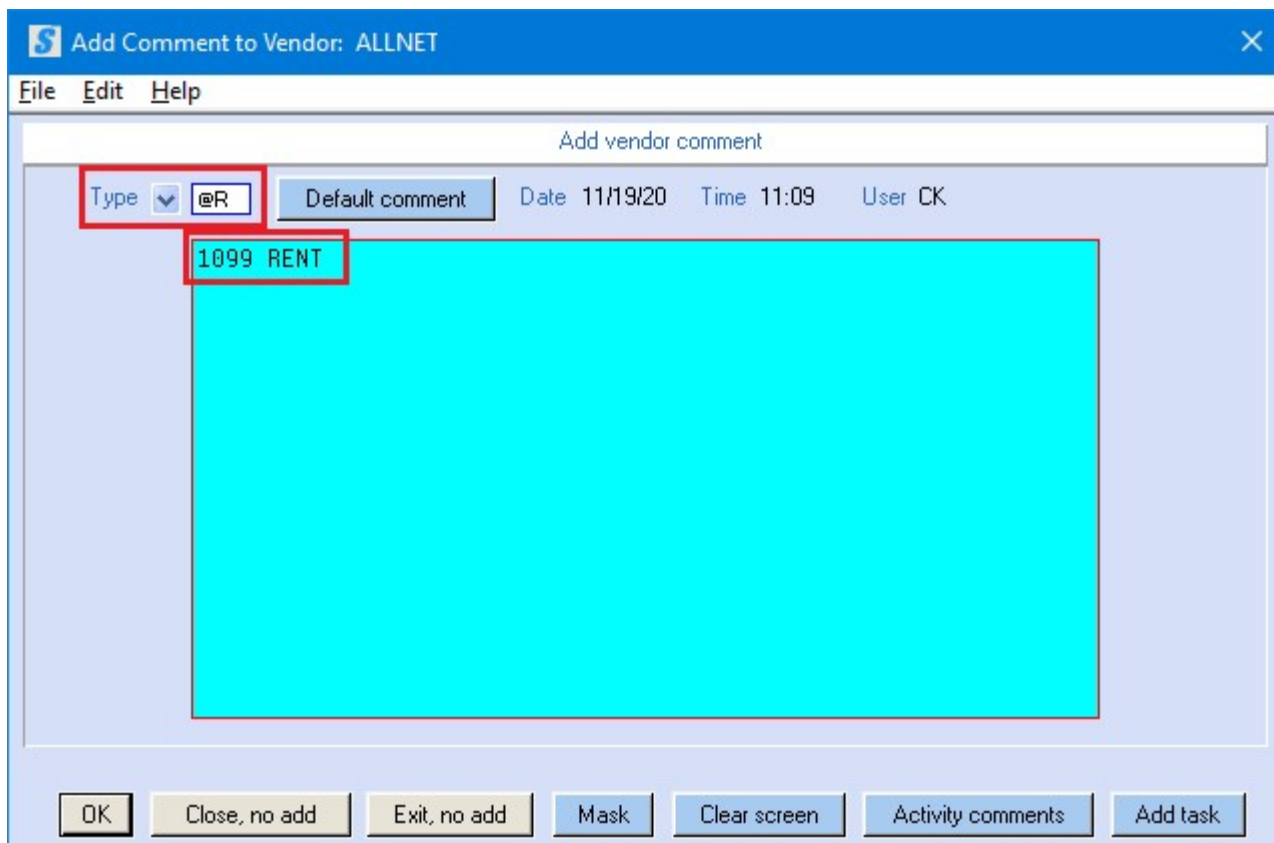 S Add Comment to Vendor: ALLNET
File Edit Help
Add vendor comment
Type @R Default comment Date 11/19/20 Time 11:09 User CK
1099 RENT
OK Close, no add Exit, no add Mask Clear screen Activity comments Add task